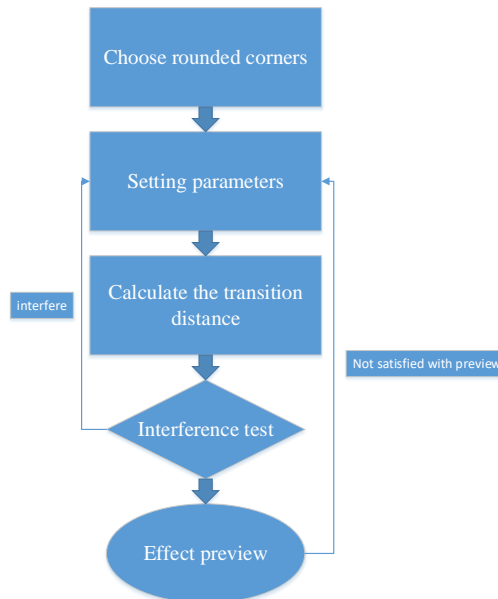 Choose rounded corners
Setting parameters
Calculate the transition
distance
interfere
Not satisfied with preview
Interference test
Effect preview